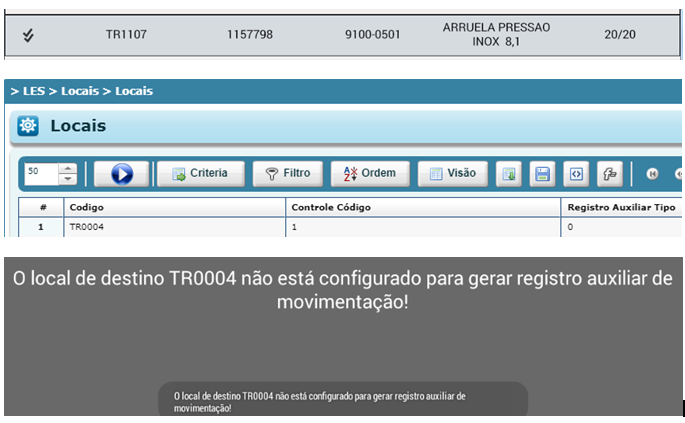 TR1107 1157798 9100-0501 ARRUELA PRESSAO INOX 8,1 20/20
> LES > Locais > Locais
Locais
50 Criteria Filtro Ordem Visão
# Codigo Controle Código Registro Auxiliar Tipo
1 TR0004 1 0
O local de destino TR0004 não está configurado para gerar registro auxiliar de
movimentação!
O local de destino TR0004 não está configurado para gerar registro auxiliar de
movimentação!